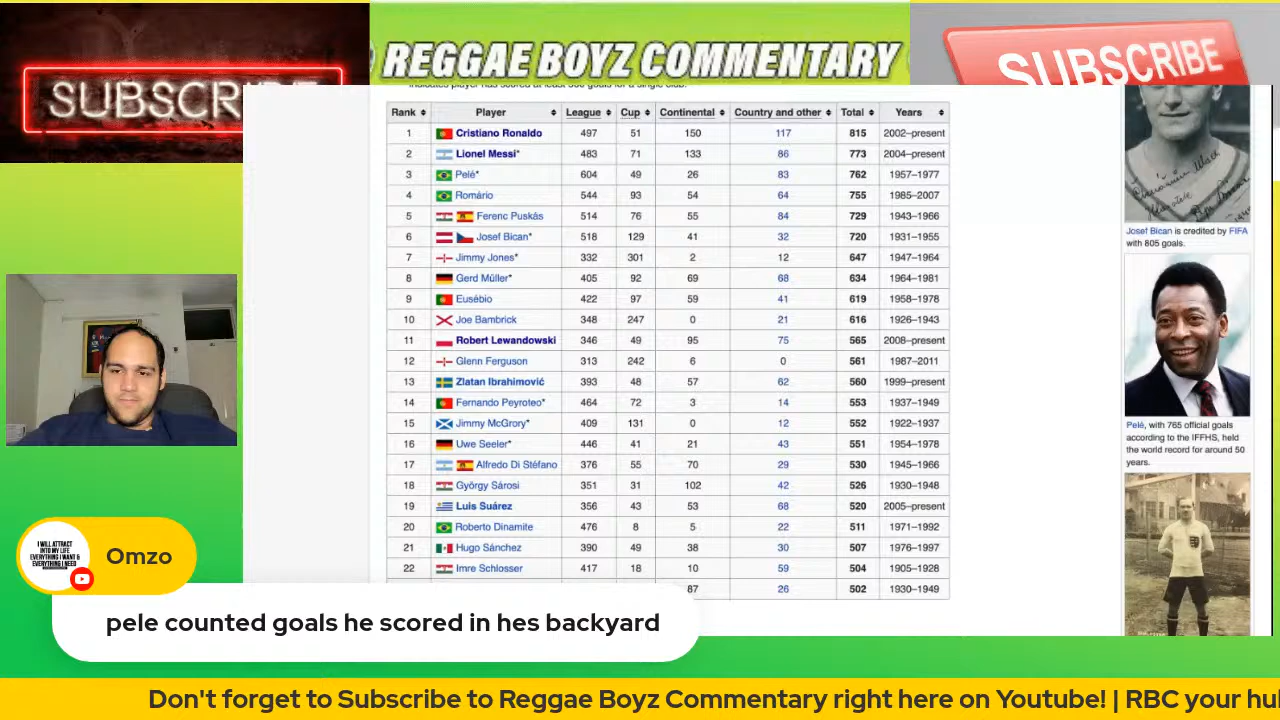 SUBSCR
REGGAE BOYZ COMMENTARY
SUBSCRIBE
Rank Player League Cup Continental Country and other Total Years
1 Cristiano Ronaldo 497 51 150 117 815 2002–present
2 Lionel Messi* 483 71 133 86 773 2004–present
3 Pelé* 604 49 26 83 762 1957–1977
4 Romário 544 93 54 64 755 1985–2007
5 Ferenc Puskás 514 76 55 84 729 1943–1966
6 Josef Bican* 518 129 41 32 720 1931–1955
7 Jimmy Jones* 332 301 2 12 647 1947–1964
8 Gerd Müller* 405 92 69 68 634 1964–1981
9 Eusébio 422 97 59 41 619 1958–1978
10 Joe Bambrick 348 247 0 21 616 1926–1943
11 Robert Lewandowski 346 49 95 75 565 2008–present
12 Glenn Ferguson 313 242 6 0 561 1987–2011
13 Zlatan Ibrahimović 393 48 57 62 560 1999–present
14 Fernando Peyroteo* 464 72 3 14 553 1937–1949
15 Jimmy McGrory* 409 131 0 12 552 1922–1937
16 Uwe Seeler* 446 41 21 43 551 1954–1978
17 Alfredo Di Stéfano 376 55 70 29 530 1945–1966
18 György Sárosi 351 31 102 42 526 1930–1948
19 Luis Suárez 356 43 53 68 520 2005–present
20 Roberto Dinamite 476 8 5 22 511 1971–1992
21 Hugo Sánchez 390 49 38 30 507 1976–1997
22 Imre Schlosser 417 18 10 59 504 1905–1928
87 26 502 1930–1949
Josef Bican is credited by FIFA
with 805 goals.
Pelé, with 765 official goals
according to the IFFHS, held
the world record for around 50
years.
I WILL ATTRACT
INTO MY LIFE
EVERYTHING I WANT &
EVERYTHING I NEED
Omzo
pele counted goals he scored in hes backyard
Don't forget to Subscribe to Reggae Boyz Commentary right here on Youtube! | RBC your hu